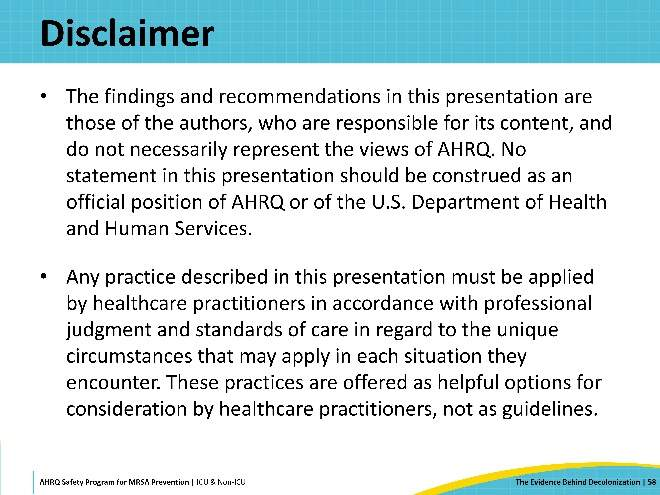 Disclaimer
• The findings and recommendations in this presentation are
those of the authors, who are responsible for its content, and
do not necessarily represent the views of AHRQ. No
statement in this presentation should be construed as an
official position of AHRQ or of the U.S. Department of Health
and Human Services.
• Any practice described in this presentation must be applied
by healthcare practitioners in accordance with professional
judgment and standards of care in regard to the unique
circumstances that may apply in each situation they
encounter. These practices are offered as helpful options for
consideration by healthcare practitioners, not as guidelines.
AHRQ Safety Program for MRSA Prevention | ICU & Non-ICU
The Evidence Behind Decolonization | 58